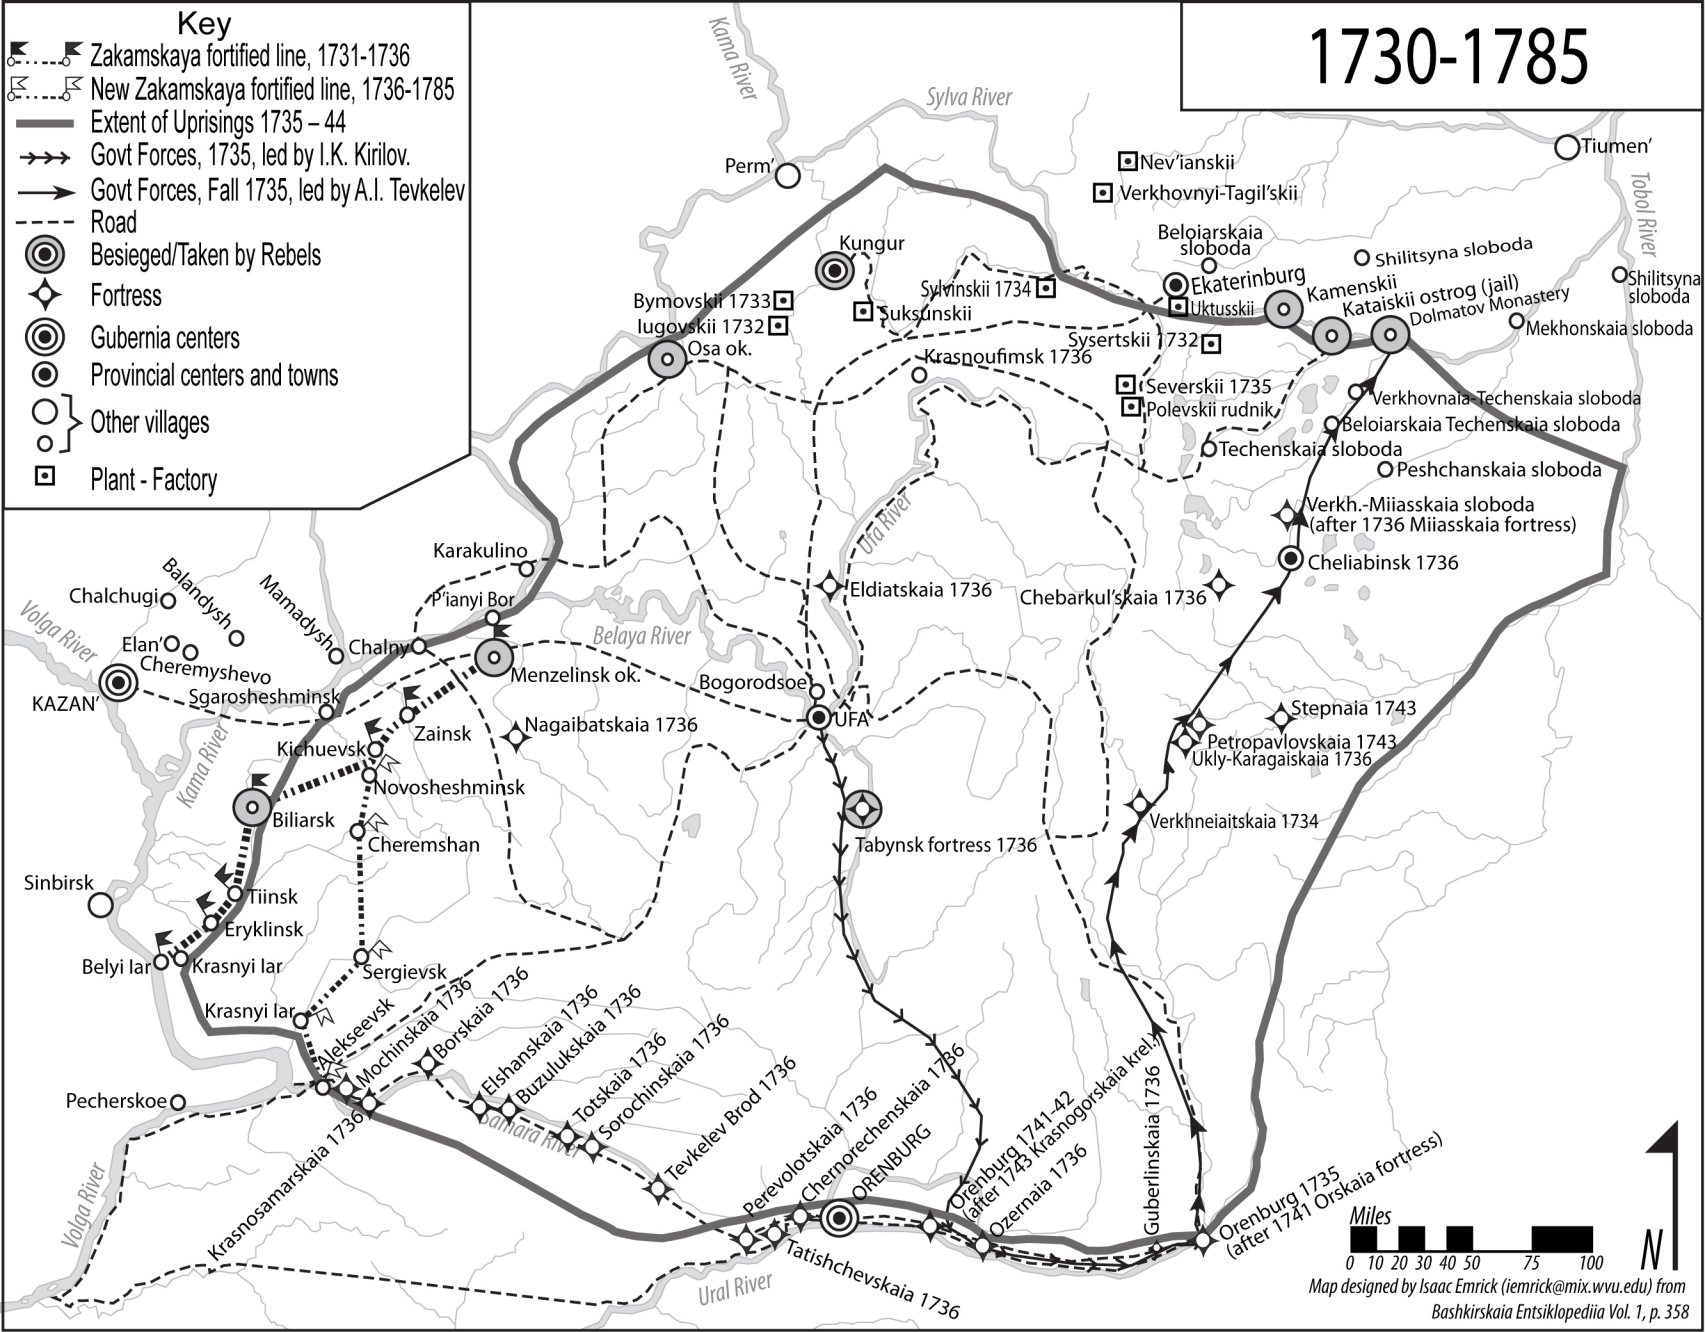 Key
Zakamskaya fortified line, 1731-1736
New Zakamskaya fortified line, 1736-1785
Extent of Uprisings 1735 – 44
Govt Forces, 1735, led by I.K. Kirilov.
Govt Forces, Fall 1735, led by A.I. Tevkelev
Road
Besieged/Taken by Rebels
Fortress
Gubernia centers
Provincial centers and towns
Other villages
Plant - Factory
1730-1785
Kama River
Sylva River
Perm'
Nev'ianskii
Verkhovnyi-Tagil'skii
Tiumen'
Tobol River
Kungur
Beloiarskaia
sloboda
Shilitsyna sloboda
Shilitsyna
sloboda
Bymovskii 1733
Iugovskii 1732
Suksunskii
Sylvinskii 1734
Ekaterinburg
Uktusskii
Kamenskii
Kataiskii ostrog (jail)
Dolmatov Monastery
Mekhonskaia sloboda
Osa ok.
Krasnoufimsk 1736
Sysertskii 1732
Severskii 1735
Polevskii rudnik
Verkhovnaia-Techenskaia sloboda
Beloiarskaia Techenskaia sloboda
Techenskaia sloboda
Peshchanskaia sloboda
Ufa River
Verkh.-Miiasskaia sloboda
(after 1736 Miiasskaia fortress)
Cheliabinsk 1736
Karakulino
Eldiatskaia 1736
Chebarkul'skaia 1736
Chalchugi
Balandysh
Mamadysh
P'ianyi Bor
Volga River
Elan'
Cheremyshevo
Chalny
Belaya River
KAZAN'
Sgarosheshminsk
Menzelinsk ok.
Bogorodsoe
UFA
Zainsk
Nagaibatskaia 1736
Stepnaia 1743
Petropavlovskaia 1743
Ukly-Karagaiskaia 1736
Kichuevsk
Kama River
Novosheshminsk
Biliarsk
Cheremshan
Tabynsk fortress 1736
Verkhneiaitskaia 1734
Sinbirsk
Tiinsk
Eryklinsk
Belyi Iar
Krasnyi Iar
Sergievsk
Krasnyi Iar
Alekseevsk
Mochinskaia 1736
Borskaia 1736
Elshanskaia 1736
Buzulukskaia 1736
Totskaia 1736
Sorochinskaia 1736
Pecherskoe
Samara River
Tevkelev Brod 1736
Perevolotskaia 1736
Chernorechenskaia 1736
ORENBURG
Orenburg 1741-42
(after 1743 Krasnogorskaia krel.)
Ozernaia 1736
Guberlinskaia 1736
Orenburg 1735
(after 1741 Orskaia fortress)
Volga River
Krasnosamarskaia 1736
Tatishchevskaia 1736
Ural River
Miles
0 10 20 30 40 50 75 100
N
Map designed by Isaac Emrick (iemrick@mix.wvu.edu) from
Bashkirskaia Entsiklopediia Vol. 1, p. 358